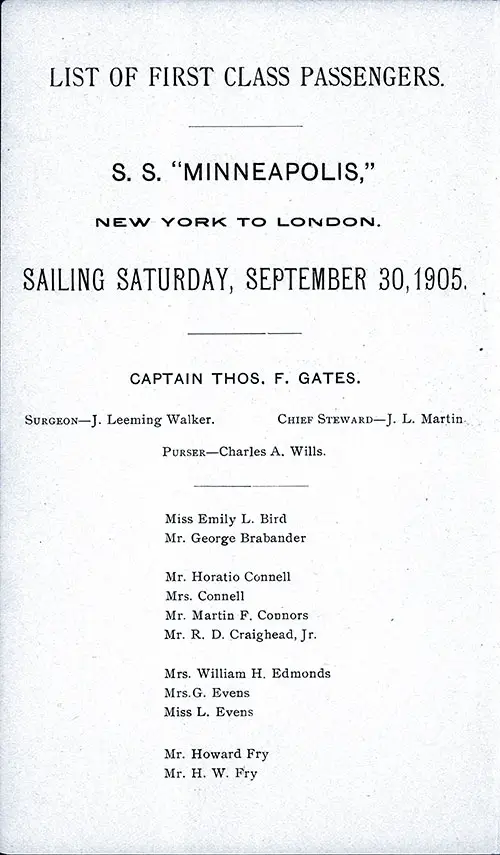 LIST OF FIRST CLASS PASSENGERS.
S. S. “MINNEAPOLIS,”
NEW YORK TO LONDON.
SAILING SATURDAY, SEPTEMBER 30, 1905.
CAPTAIN THOS. F. GATES.
SURGEON—J. Leeming Walker. CHIEF STEWARD—J. L. Martin.
PURSER—Charles A. Wills.
Miss Emily L. Bird
Mr. George Brabander
Mr. Horatio Connell
Mrs. Connell
Mr. Martin F. Connors
Mr. R. D. Craighead, Jr.
Mrs. William H. Edmonds
Mrs.G. Evens
Miss L. Evens
Mr. Howard Fry
Mr. H. W. Fry